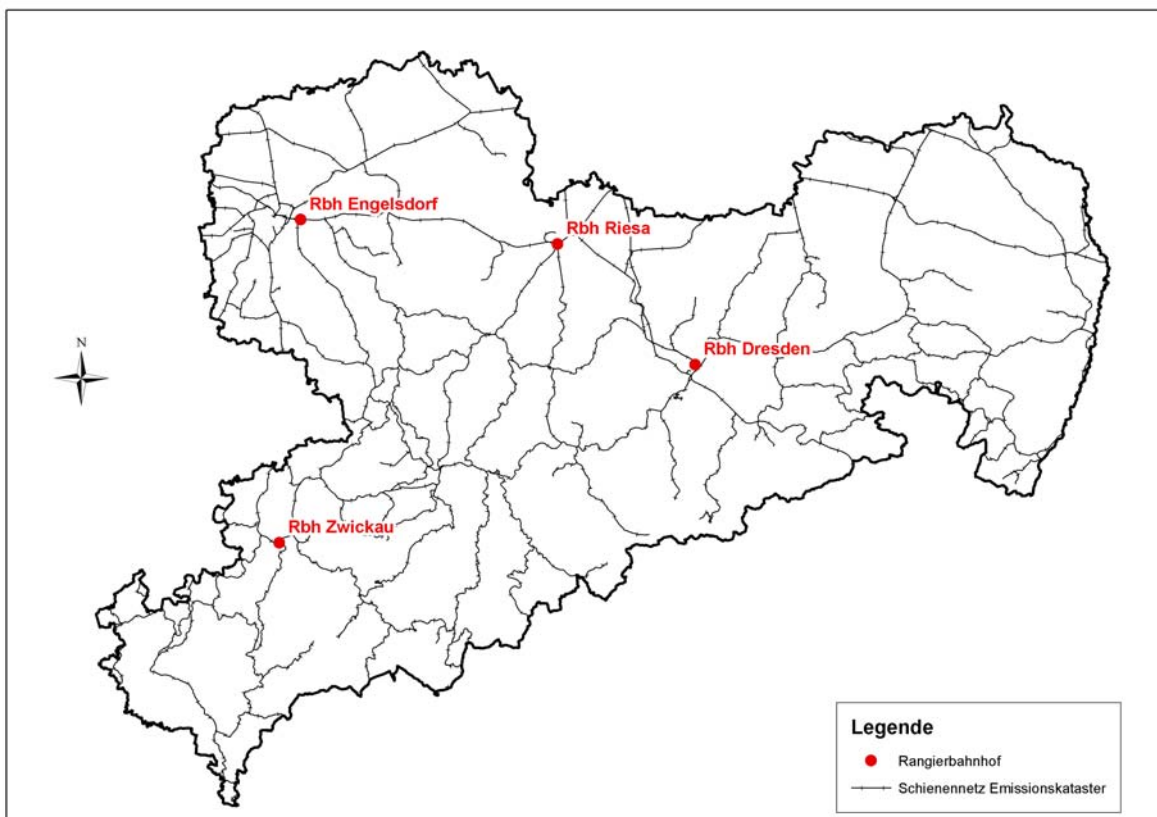 Rbh Engelsdorf
Rbh Riesa
Rbh Dresden
N
Rbh Zwickau
Legende
Rangierbahnhof
Schienennetz Emissionskataster